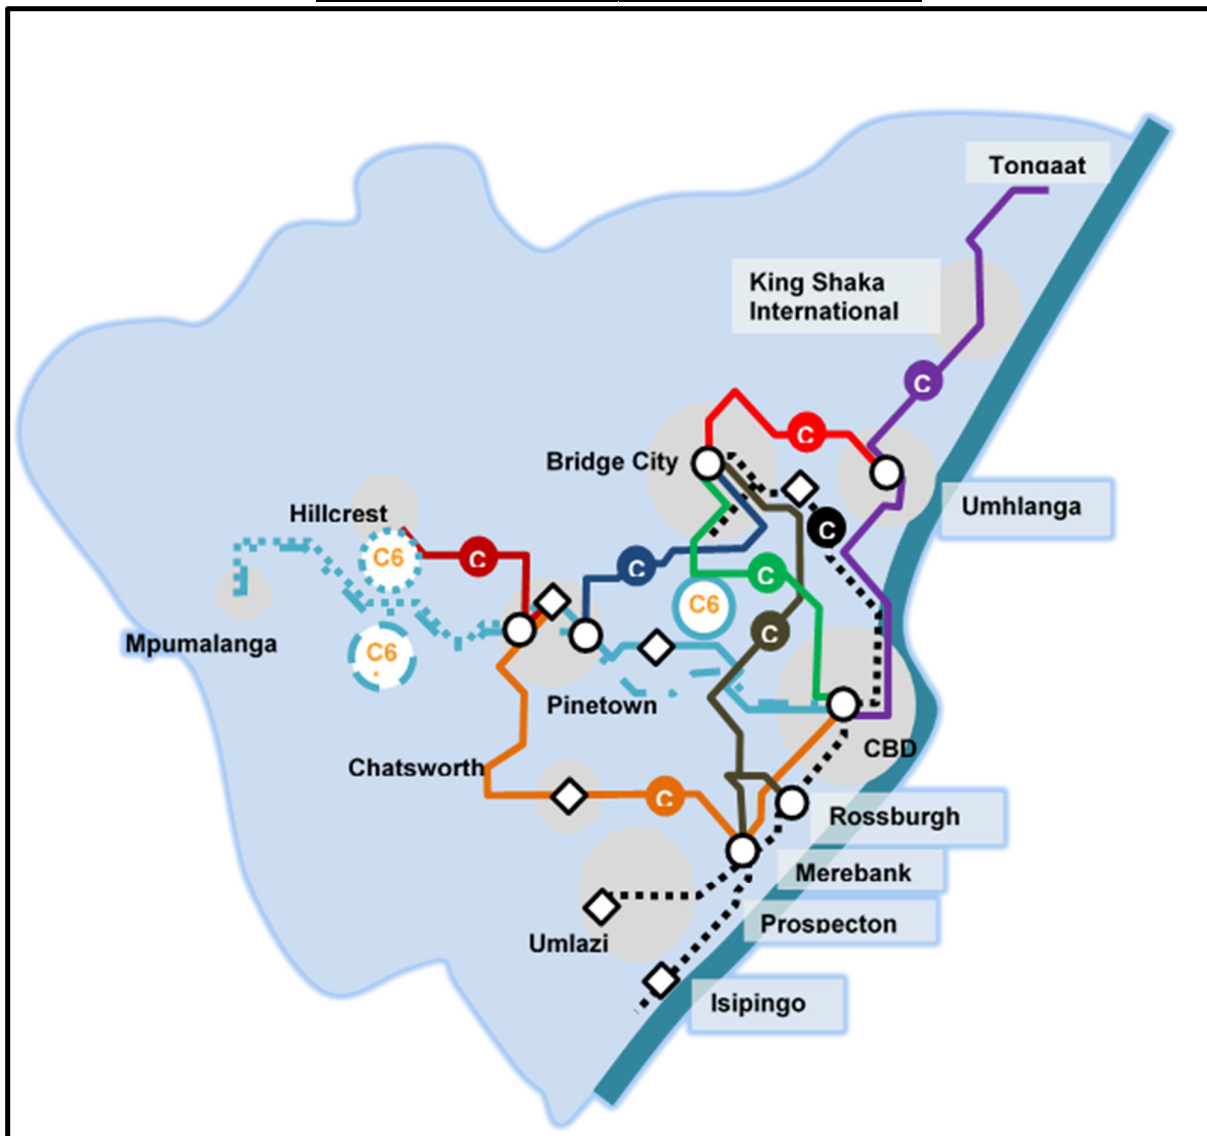 Tongaat
King Shaka
International
C
C
Bridge City
Umhlanga
Hillcrest
C
C6
C
C
C
C6
C
Mpumalanga
C6
Pinetown
CBD
Chatsworth
C
Rossburgh
Merebank
Prospecton
Umlazi
Isipingo